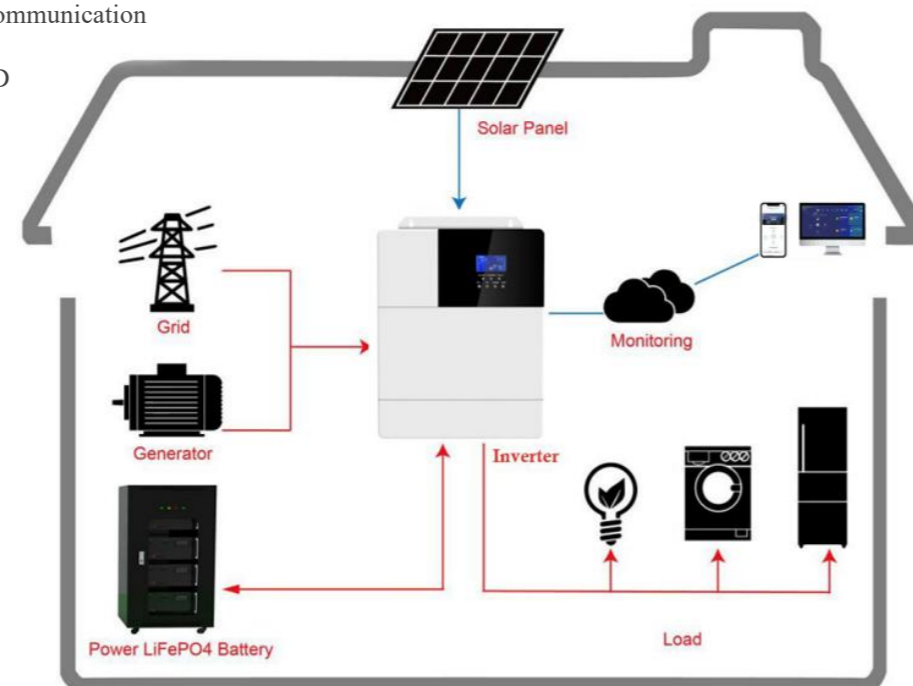 ommunication
Solar Panel
Grid
Monitoring
Generator
Inverter
Load
Power LiFePO4 Battery